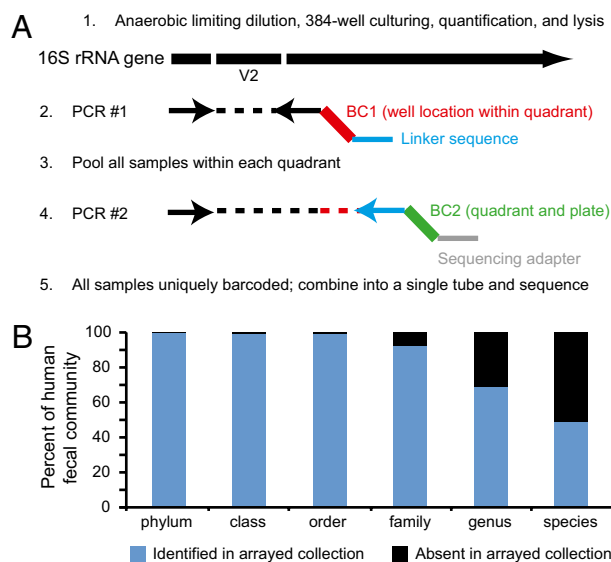 A
1. Anaerobic limiting dilution, 384-well culturing, quantification, and lysis
16S rRNA gene
V2
2. PCR #1
BC1 (well location within quadrant)
Linker sequence
3. Pool all samples within each quadrant
4. PCR #2
BC2 (quadrant and plate)
Sequencing adapter
5. All samples uniquely barcoded; combine into a single tube and sequence
B
Percent of human
fecal community
100
80
60
40
20
0
phylum class order family genus species
Identified in arrayed collection Absent in arrayed collection